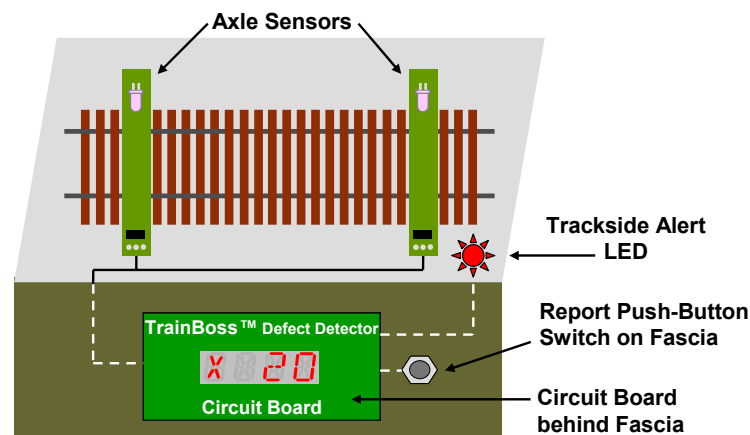 Axle Sensors
Trackside Alert
LED
Report Push-Button
Switch on Fascia
TrainBoss™ Defect Detector
X 20
Circuit Board
Circuit Board
behind Fascia